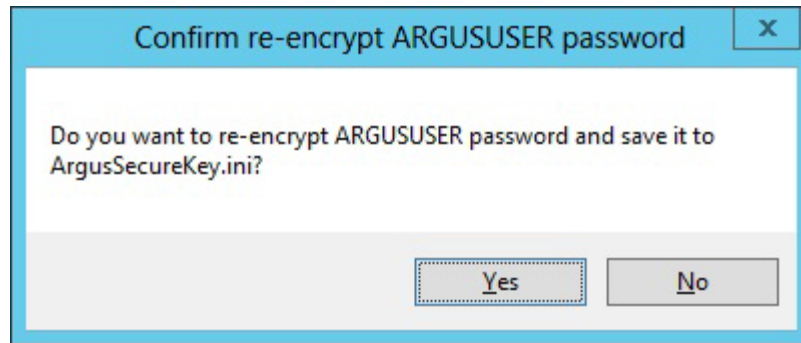 Confirm re-encrypt ARGUSUSER password
x
Do you want to re-encrypt ARGUSUSER password and save it to
ArgusSecureKey.ini?
Yes
No